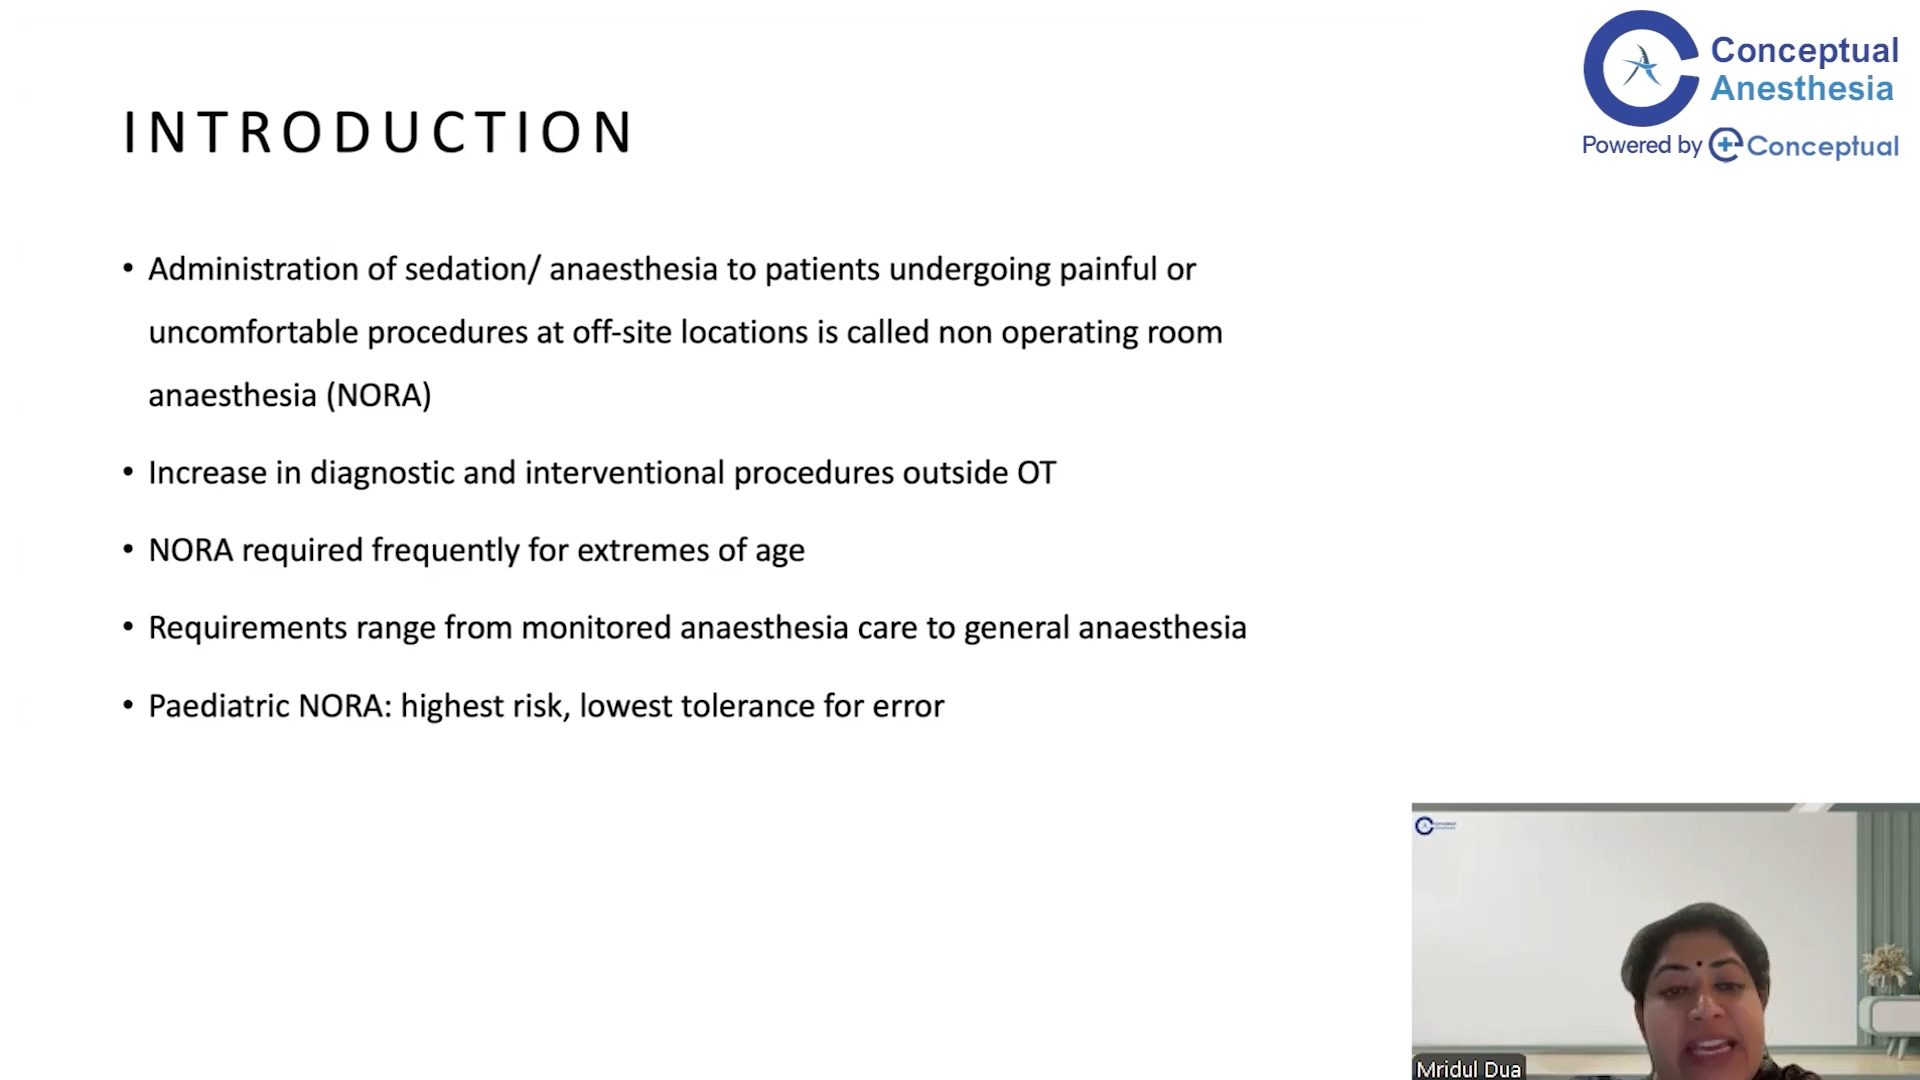 Conceptual
Anesthesia
Powered by Conceptual
INTRODUCTION
• Administration of sedation/ anaesthesia to patients undergoing painful or
uncomfortable procedures at off-site locations is called non operating room
anaesthesia (NORA)
• Increase in diagnostic and interventional procedures outside OT
• NORA required frequently for extremes of age
• Requirements range from monitored anaesthesia care to general anaesthesia
• Paediatric NORA: highest risk, lowest tolerance for error
Mridul Dua